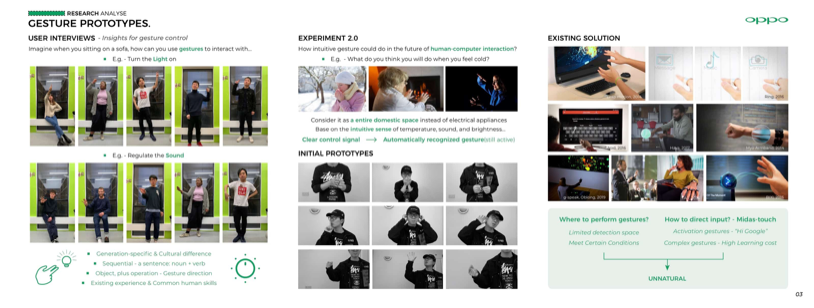 RESEARCH ANALYSE
GESTURE PROTOTYPES.
oppo
USER INTERVIEWS - Insights for gesture control
Imagine when you sitting on a sofa, how can you use gestures to interact with...
E.g. - Turn the Light on
E.g. - Regulate the Sound
Generation-specific & Cultural difference
Sequential - a sentence: noun + verb
Object, plus operation - Gesture direction
Existing experience & Common human skills
EXPERIMENT 2.0
How intuitive gesture could do in the future of human-computer interaction?
E.g. - What do you think you will do when you feel cold?
Consider it as a entire domestic space instead of electrical appliances
Base on the intuitive sense of temperature, sound, and brightness...
Clear control signal → Automatically recognized gesture(still active)
INITIAL PROTOTYPES
EXISTING SOLUTION
Where to perform gestures?
Limited detection space
Meet Certain Conditions
How to direct input? - Midas-touch
Activation gestures - "Hi Google"
Complex gestures - High Learning cost
UNNATURAL
03